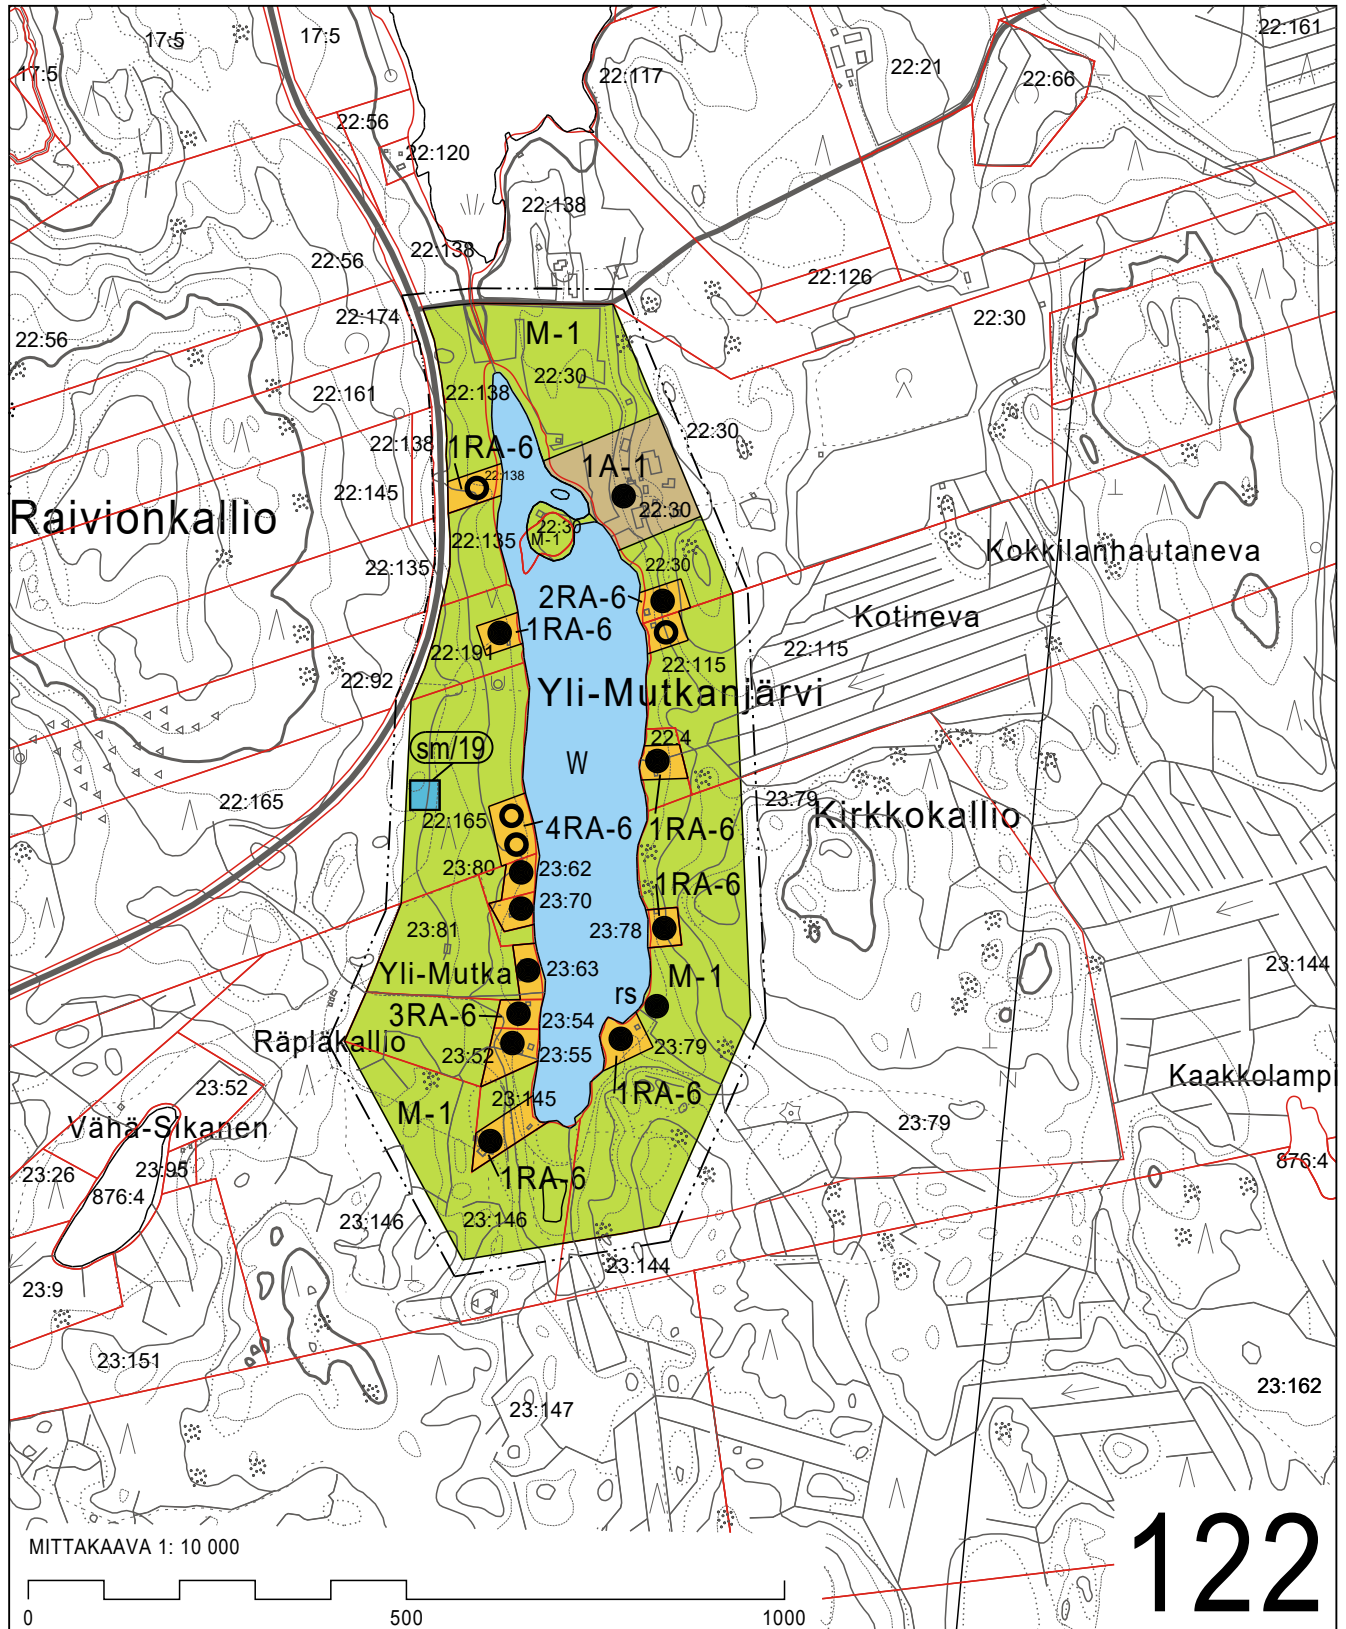 17:5
17:5
22:161
17:5
22:117
22:21
22:66
22:56
22:120
22:138
22:138
22:56
22:126
22:174
22:30
22:56
M-1
22:30
22:161
22:138
22:30
22:138
1RA-6
22:138
1A-1
22:145
22:30
Raivionkallio
22:30
M-1
22:135
Kokkilanhautaneva
22:135
22:30
2RA-6
Kotineva
1RA-6
22:191
22:115
22:115
22:92
Yli-Mutkanjärvi
22:4
sm/19
W
22:165
23:79
Kirkkokallio
22:165
4RA-6
1RA-6
23:80
23:62
1RA-6
23:70
23:81
23:78
23:144
Yli-Mutka
23:63
M-1
rs
3RA-6
23:54
Räpläkallio
23:52
23:55
23:79
Kaakkolampi
23:52
1RA-6
M-1
23:145
Vähä-Sikanen
23:79
23:26
23:95
876:4
876:4
1RA-6
23:146
23:146
23:144
23:9
23:151
23:162
23:147
MITTAKAAVA 1: 10 000
122
0
500
1000